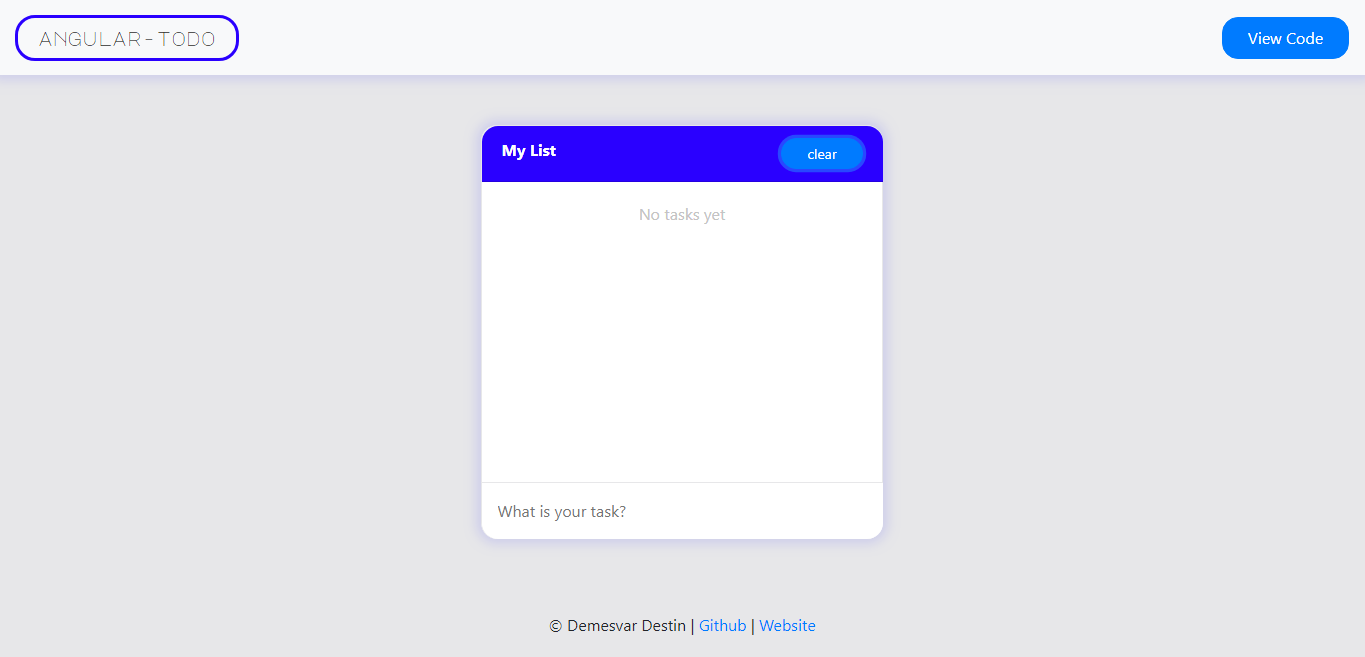 ANGULAR-TODO
View Code
My List
clear
No tasks yet
What is your task?
© Demesvar Destin | Github | Website